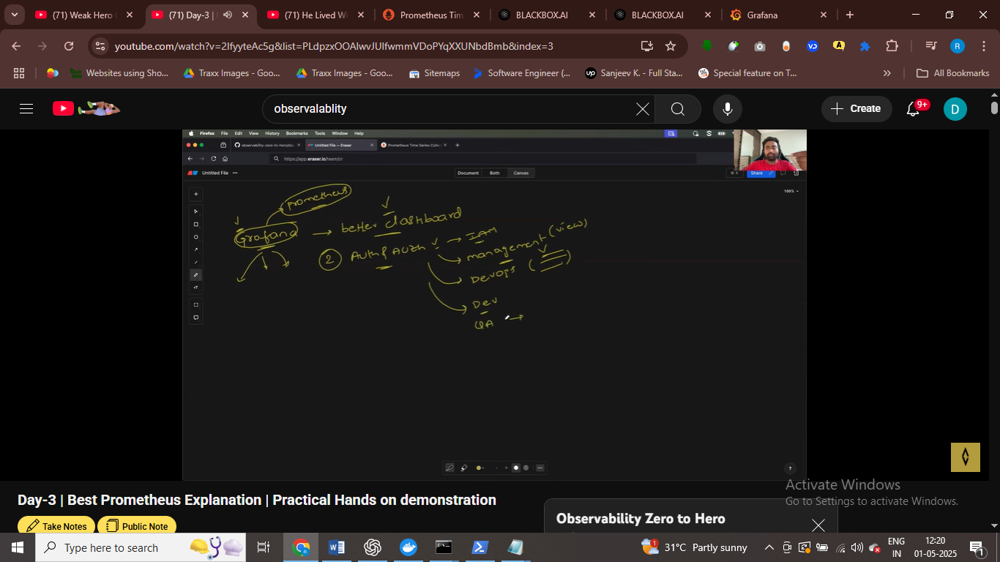 (71) Weak Hero
(71) Day-3 |
(71) He Lived Wi
Prometheus Tim
BLACKBOX.AI
BLACKBOX.AI
Grafana
youtube.com/watch?v=2IfyyteAc5g&list=PLdpzxOOAlwvJUIfwmmVDoPYqXXUNbdBmb&index=3
R
Websites using Sho...
Traxx Images - Goo...
Traxx Images - Goo...
Sitemaps
Software Engineer (...
up
Sanjeev K. - Full Sta...
Special feature on T...
All Bookmarks
observalablity
Create
9+
D
Firefox File Edit View History Bookmarks Tools Window Help
observability-zero-to-hero/day
Untitled File — Eraser
Prometheus Time Series Collec
https://app.eraser.io/team/cr
Untitled File
Document Both Canvas
Share
100%
prometheus
Grafana → better dashboard
2 Auth & Auth → IAM
management (view)
Devops
Dev
QA →
?
Day-3 | Best Prometheus Explanation | Practical Hands on demonstration
Take Notes
Public Note
Observability Zero to Hero
Activate Windows
Go to Settings to activate Windows.
Type here to search
31°C Partly sunny
ENG
IN
12:20
01-05-2025
1